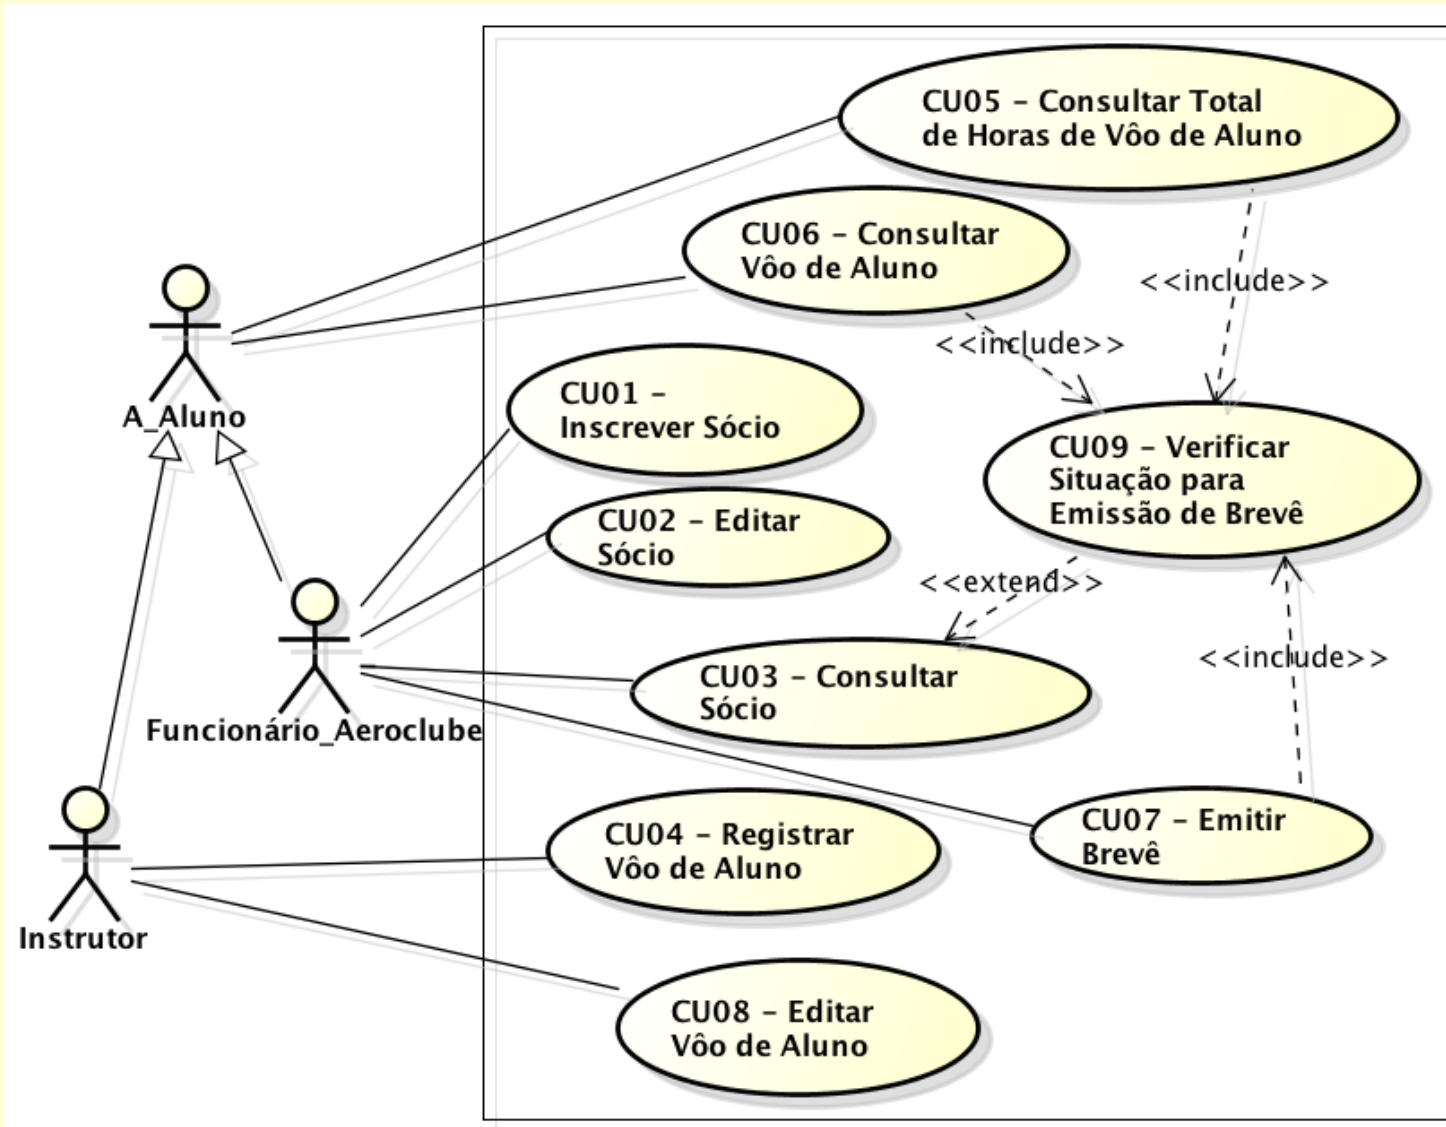 CU05 – Consultar Total
de Horas de Vôo de Aluno
CU06 – Consultar
Vôo de Aluno
<<include>>
<<include>>
A_Aluno
CU01 –
Inscrever Sócio
CU09 – Verificar
Situação para
Emissão de Brevê
CU02 – Editar
Sócio
<<extend>>
<<include>>
CU03 – Consultar
Sócio
Funcionário_Aeroclube
CU04 – Registrar
Vôo de Aluno
CU07 – Emitir
Brevê
Instrutor
CU08 – Editar
Vôo de Aluno